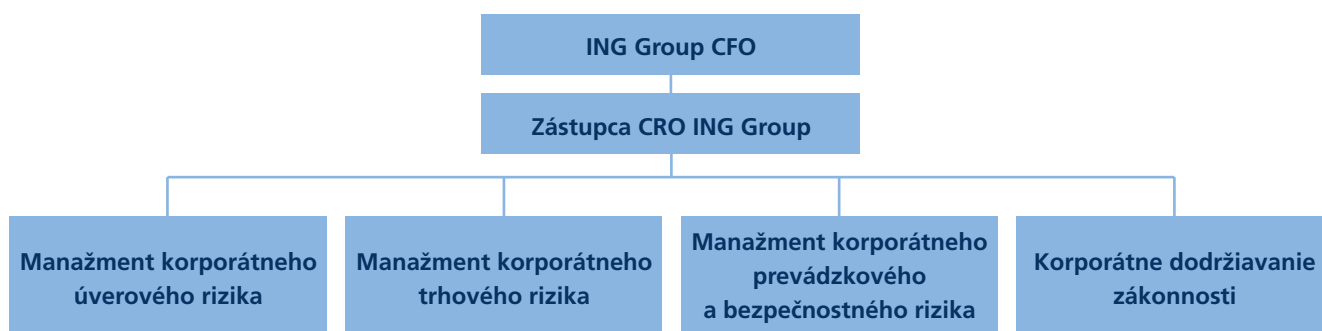 ING Group CFO
Zástupca CRO ING Group
Manažment korporátneho
úverového rizika
Manažment korporátneho
trhového rizika
Manažment korporátneho
prevádzkového
a bezpečnostného rizika
Korporátne dodržiavanie
zákonnosti